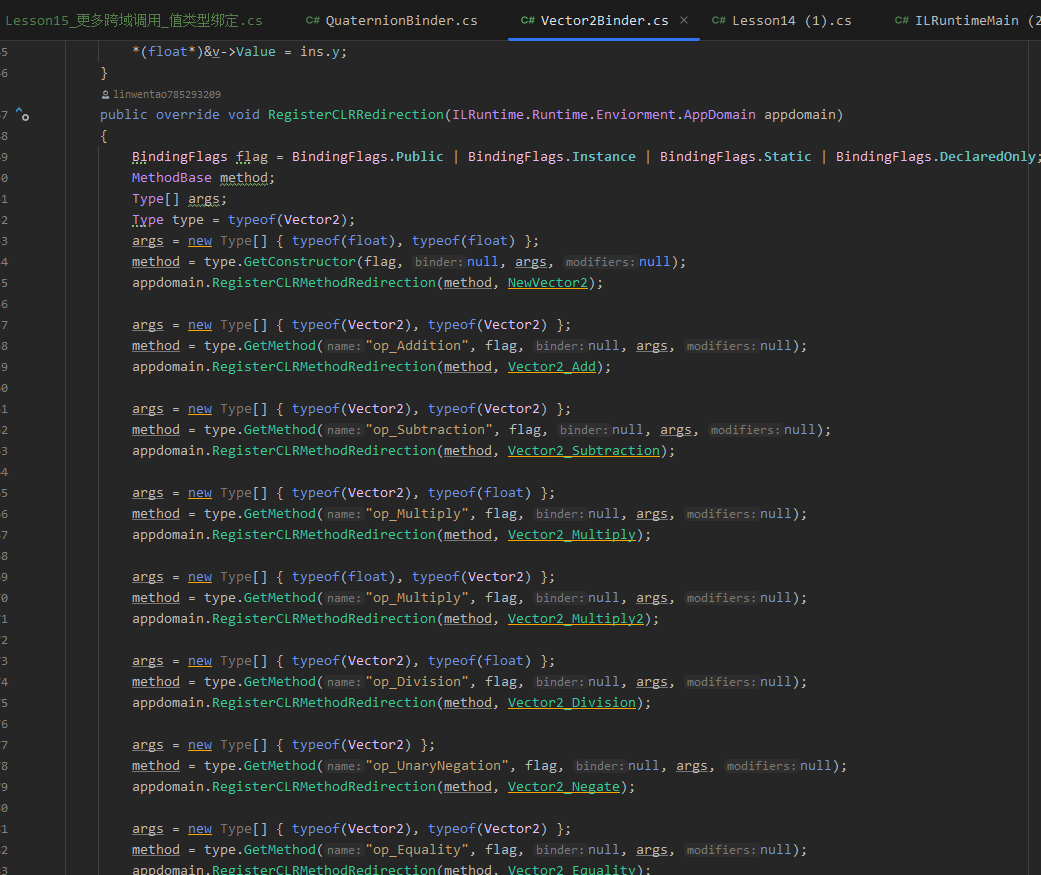 Lesson15_更多跨域调用_值类型绑定.cs C# QuaternionBinder.cs C# Vector2Binder.cs × C# Lesson14 (1).cs C# ILRuntimeMain (2
5 *(float*)&v->Value = ins.y;
6 }
linwentao785293209
7 public override void RegisterCLRRedirection(ILRuntime.Runtime.Enviorment.AppDomain appdomain)
8 {
9 BindingFlags flag = BindingFlags.Public | BindingFlags.Instance | BindingFlags.Static | BindingFlags.DeclaredOnly;
0 MethodBase method;
1 Type[] args;
2 Type type = typeof(Vector2);
3 args = new Type[] { typeof(float), typeof(float) };
4 method = type.GetConstructor(flag, binder: null, args, modifiers: null);
5 appdomain.RegisterCLRMethodRedirection(method, NewVector2);
6
7 args = new Type[] { typeof(Vector2), typeof(Vector2) };
8 method = type.GetMethod( name: "op_Addition", flag, binder: null, args, modifiers: null);
9 appdomain.RegisterCLRMethodRedirection(method, Vector2_Add);
0
1 args = new Type[] { typeof(Vector2), typeof(Vector2) };
2 method = type.GetMethod( name: "op_Subtraction", flag, binder: null, args, modifiers: null);
3 appdomain.RegisterCLRMethodRedirection(method, Vector2_Subtraction);
4
5 args = new Type[] { typeof(Vector2), typeof(float) };
6 method = type.GetMethod( name: "op_Multiply", flag, binder: null, args, modifiers: null);
7 appdomain.RegisterCLRMethodRedirection(method, Vector2_Multiply);
8
9 args = new Type[] { typeof(float), typeof(Vector2) };
0 method = type.GetMethod( name: "op_Multiply", flag, binder: null, args, modifiers: null);
1 appdomain.RegisterCLRMethodRedirection(method, Vector2_Multiply2);
2
3 args = new Type[] { typeof(Vector2), typeof(float) };
4 method = type.GetMethod( name: "op_Division", flag, binder: null, args, modifiers: null);
5 appdomain.RegisterCLRMethodRedirection(method, Vector2_Division);
6
7 args = new Type[] { typeof(Vector2) };
8 method = type.GetMethod( name: "op_UnaryNegation", flag, binder: null, args, modifiers: null);
9 appdomain.RegisterCLRMethodRedirection(method, Vector2_Negate);
0
1 args = new Type[] { typeof(Vector2), typeof(Vector2) };
2 method = type.GetMethod( name: "op_Equality", flag, binder: null, args, modifiers: null);
3 appdomain.RegisterCLRMethodRedirection(method, Vector2_Equality);